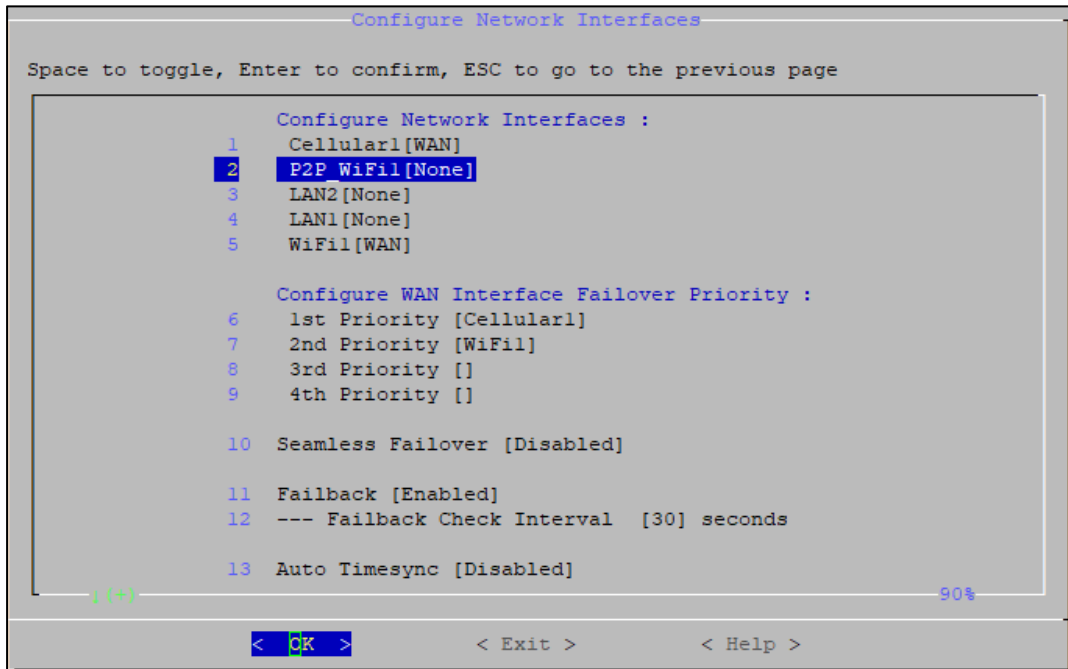 Configure Network Interfaces
Space to toggle, Enter to confirm, ESC to go to the previous page
Configure Network Interfaces :
1 Cellular1[WAN]
2 P2P_WiFi1[None]
3 LAN2[None]
4 LAN1[None]
5 WiFi1[WAN]
Configure WAN Interface Failover Priority :
6 1st Priority [Cellular1]
7 2nd Priority [WiFi1]
8 3rd Priority []
9 4th Priority []
10 Seamless Failover [Disabled]
11 Failback [Enabled]
12 --- Failback Check Interval [30] seconds
13 Auto Timesync [Disabled]
↓(+) 90%
< OK > < Exit > < Help >